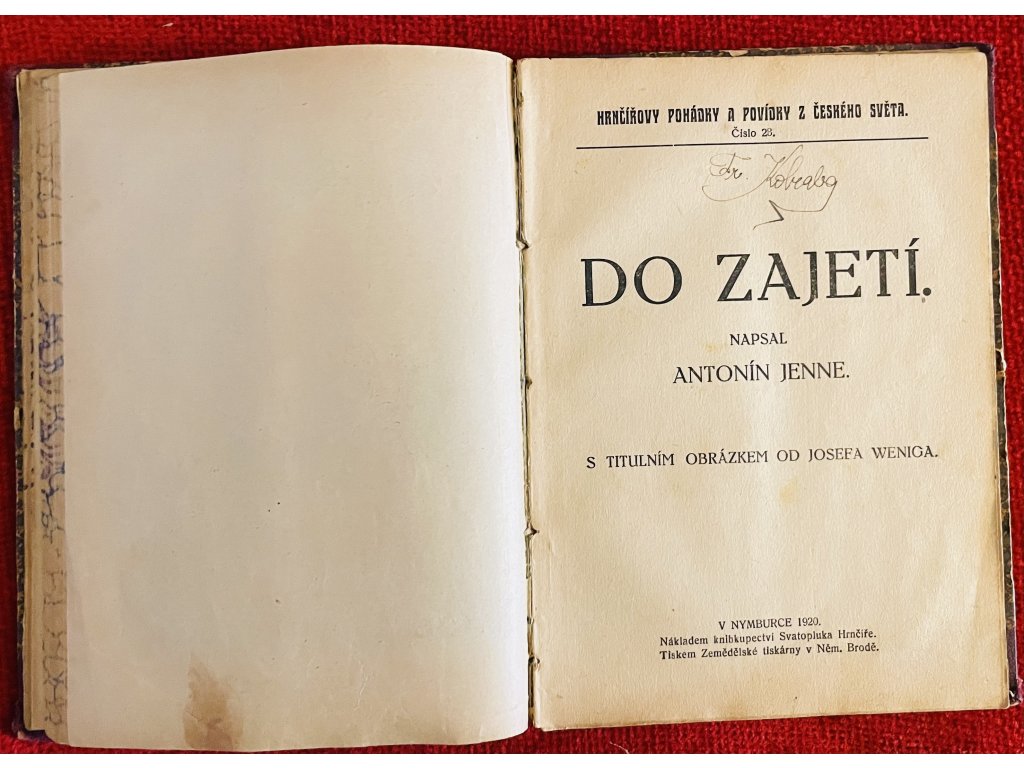 HRNČÍŘOVY POHÁDKY A POVÍDKY Z ČESKÉHO SVĚTA.
Číslo 28.
Fr.
DO ZAJETÍ.
NAPSAL
ANTONÍN JENNE.
S TITULNÍM OBRÁZKEM OD JOSEFA WENIGA.
V NYMBURCE 1920.
Nákladem knihkupectví Svatopluka Hrnčíře.
Tiskem Zemědělské tiskárny v Něm. Brodě.